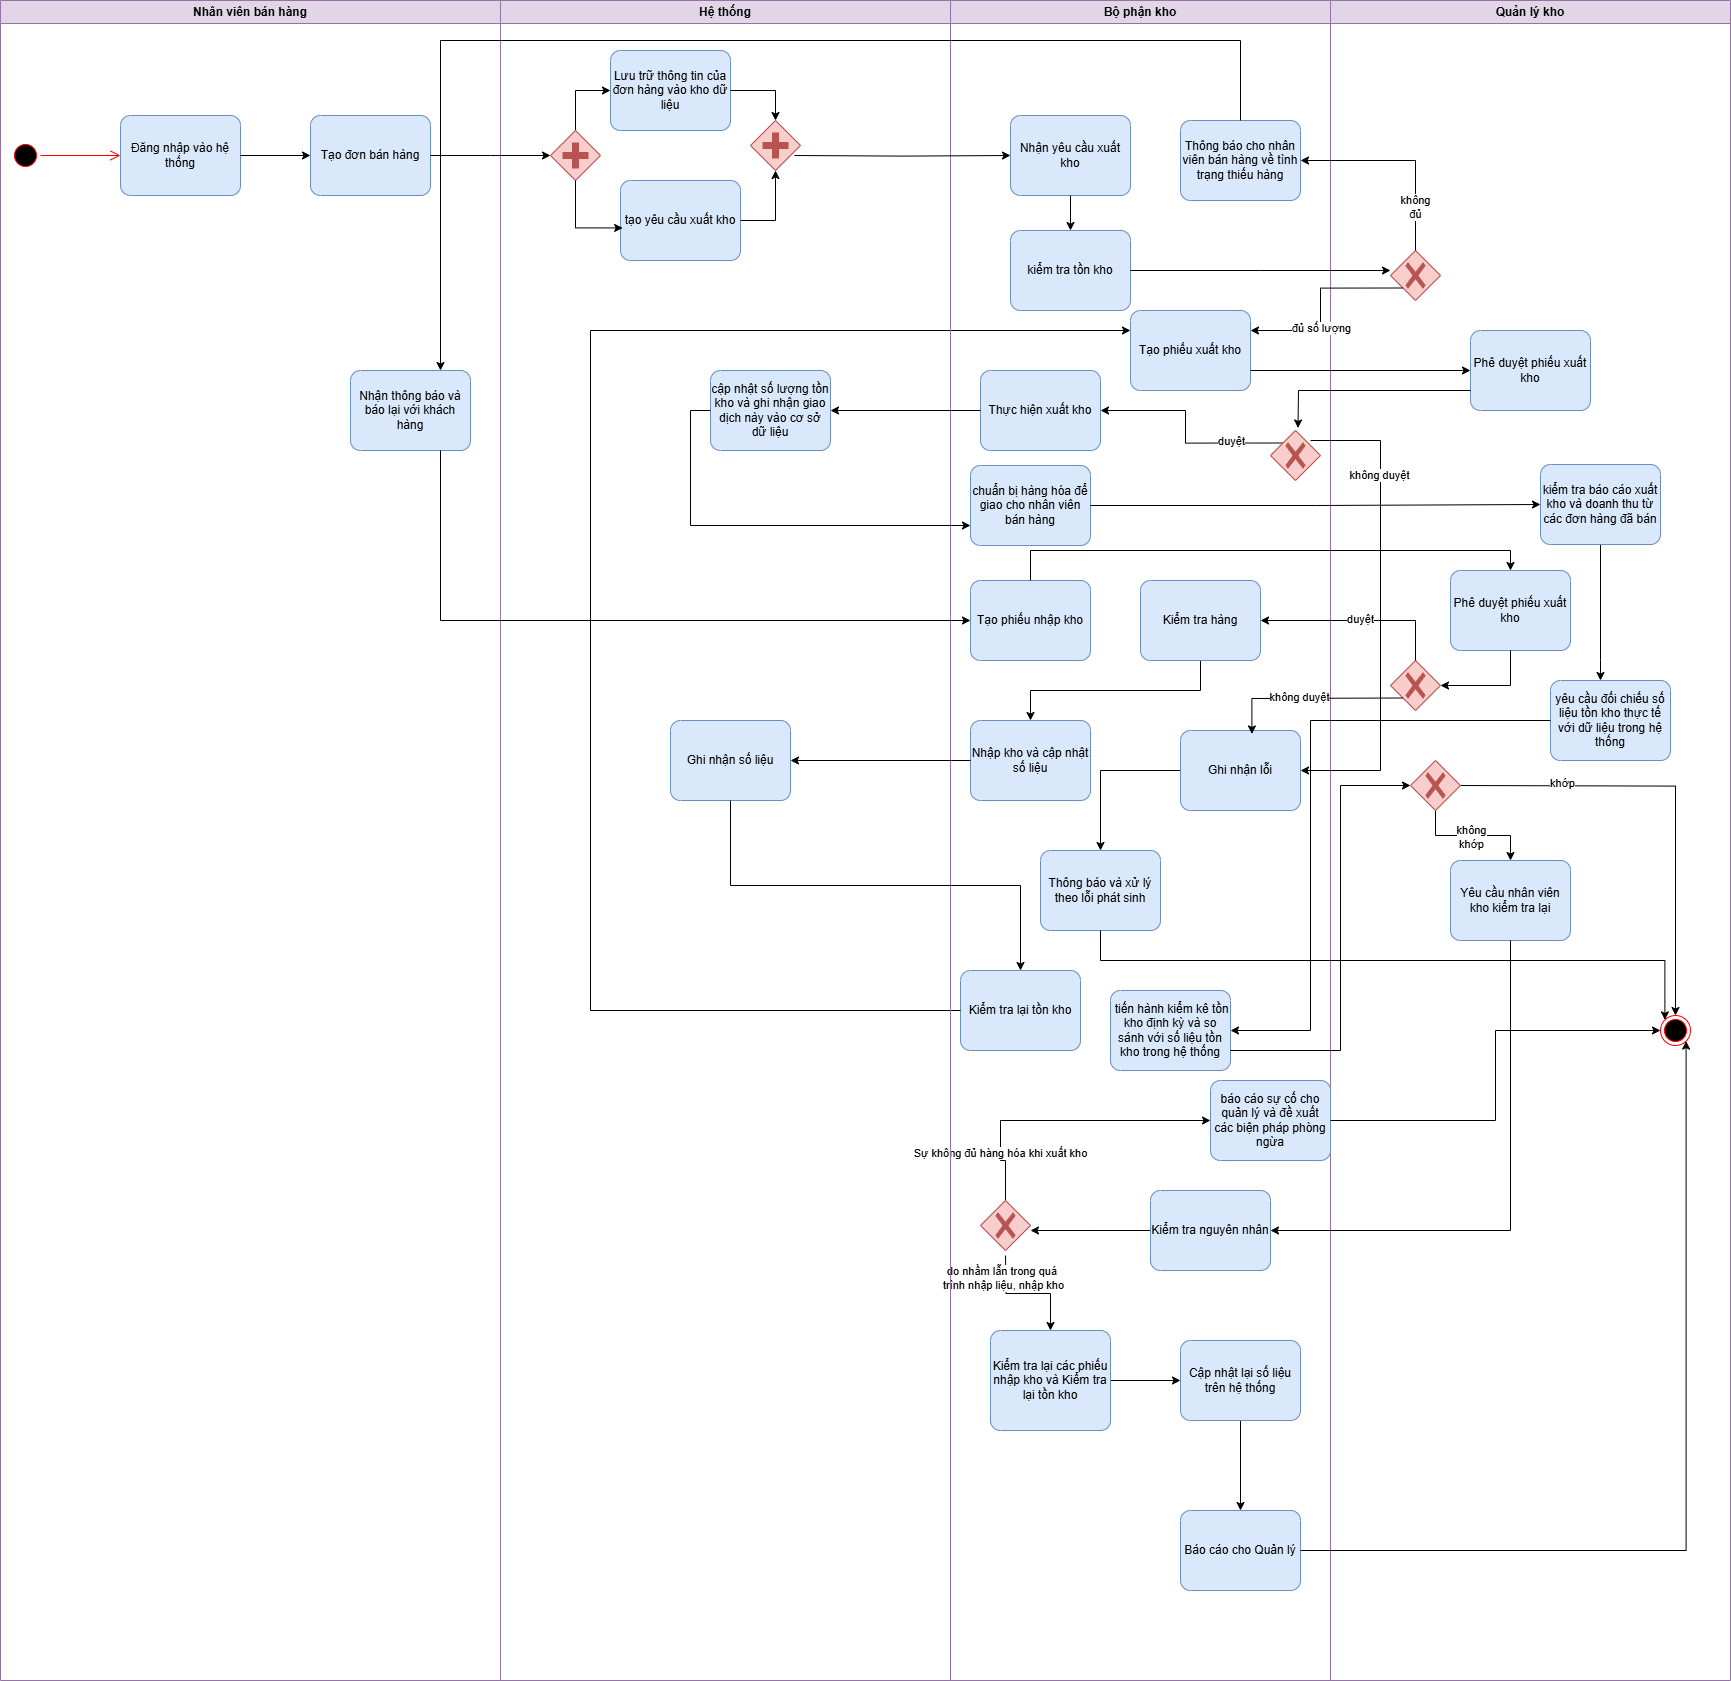 Nhân viên bán hàng
Hệ thống
Bộ phận kho
Quản lý kho
Đăng nhập vào hệ
thống
Tạo đơn bán hàng
Lưu trữ thông tin của
đơn hàng vào kho dữ
liệu
tạo yêu cầu xuất kho
Nhận yêu cầu xuất
kho
Thông báo cho nhân
viên bán hàng về tình
trạng thiếu hàng
không
đủ
kiểm tra tồn kho
đủ số lượng
Tạo phiếu xuất kho
Phê duyệt phiếu xuất
kho
Nhận thông báo và
báo lại với khách
hàng
cập nhật số lượng tồn
kho và ghi nhận giao
dịch này vào cơ sở
dữ liệu
Thực hiện xuất kho
duyệt
không duyệt
chuẩn bị hàng hóa để
giao cho nhân viên
bán hàng
kiểm tra báo cáo xuất
kho và doanh thu từ
các đơn hàng đã bán
Tạo phiếu nhập kho
Kiểm tra hàng
duyệt
Phê duyệt phiếu xuất
kho
không duyệt
yêu cầu đối chiếu số
liệu tồn kho thực tế
với dữ liệu trong hệ
thống
Ghi nhận số liệu
Nhập kho và cập nhật
số liệu
Ghi nhận lỗi
khớp
không
khớp
Thông báo và xử lý
theo lỗi phát sinh
Yêu cầu nhân viên
kho kiểm tra lại
Kiểm tra lại tồn kho
tiến hành kiểm kê tồn
kho định kỳ và so
sánh với số liệu tồn
kho trong hệ thống
báo cáo sự cố cho
quản lý và đề xuất
các biện pháp phòng
ngừa
Sự không đủ hàng hóa khi xuất kho
Kiểm tra nguyên nhân
do nhầm lẫn trong quá
trình nhập liệu, nhập kho
Kiểm tra lại các phiếu
nhập kho và Kiểm tra
lại tồn kho
Cập nhật lại số liệu
trên hệ thống
Báo cáo cho Quản lý